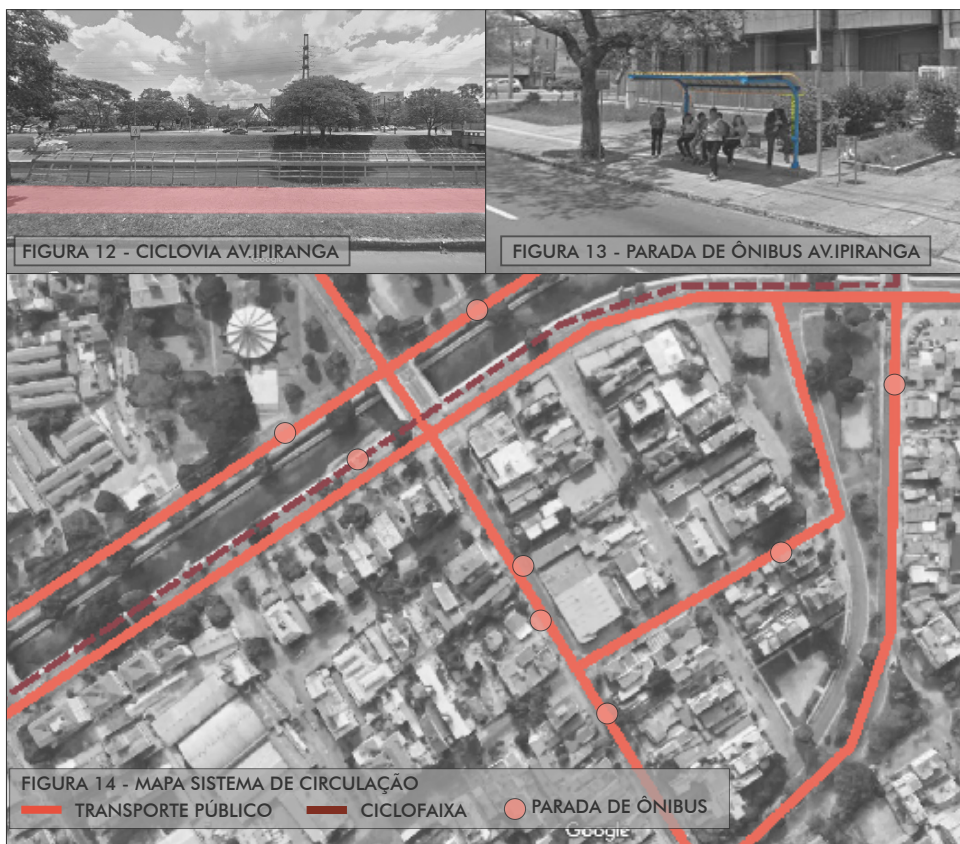 FIGURA 12 - CICLOVIA AV.IPIRANGA
FIGURA 13 - PARADA DE ÔNIBUS AV.IPIRANGA
FIGURA 14 - MAPA SISTEMA DE CIRCULAÇÃO
TRANSPORTE PÚBLICO
CICLOFAIXA
PARADA DE ÔNIBUS
Google